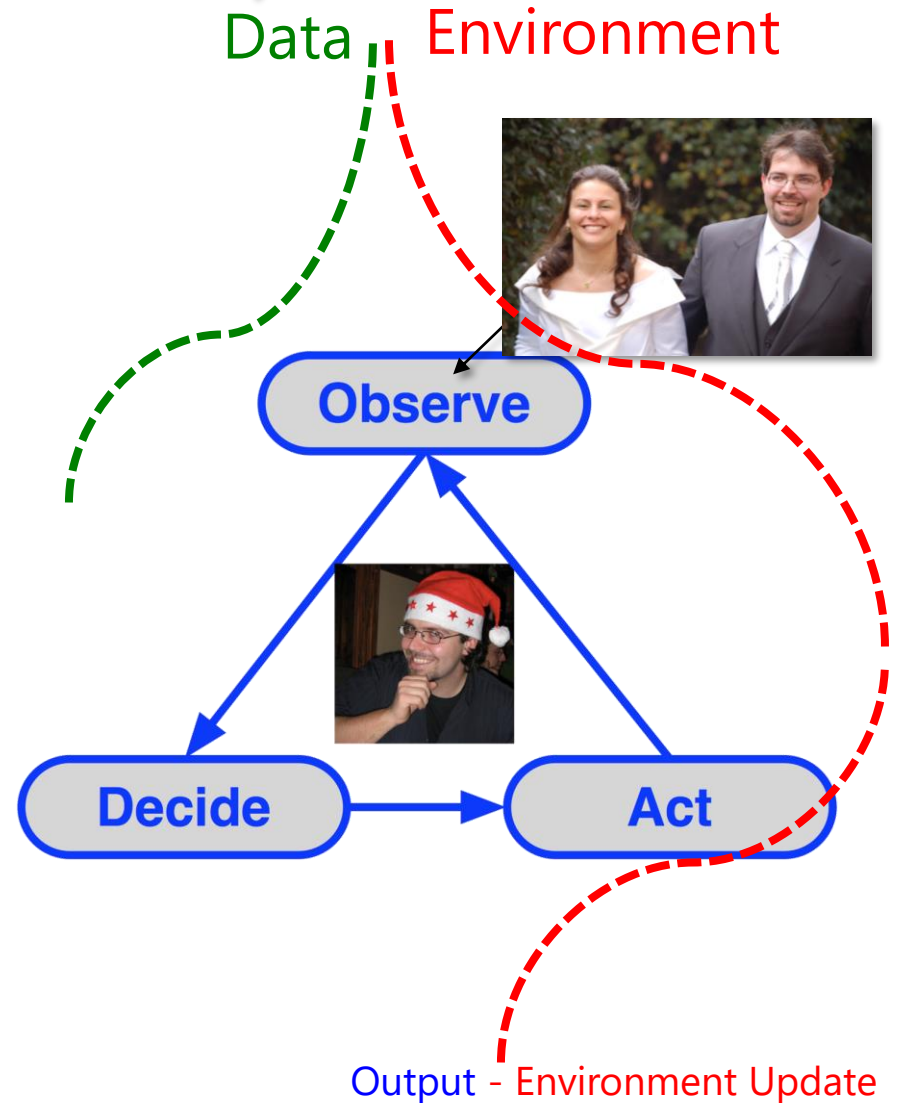 Data Environment
Observe
Decide Act
Output - Environment Update